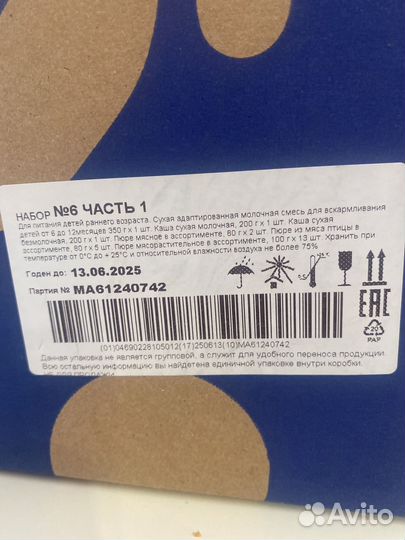 НАБОР №6 ЧАСТЬ 1
Для питания детей раннего возраста. Сухая адаптированная молочная смесь для вскармливания
детей от 6 до 12месяцев 350 г х 1 шт. Каша сухая молочная, 200 г х 1 шт. Каша сухая
безмолочная, 200 г х 1 шт. Пюре мясное в ассортименте, 80 г х 2 шт. Пюре из мяса птицы в
ассортименте, 80 г х 5 шт. Пюре мясорастительное в ассортименте, 100 г х 13 шт. Хранить при
температуре от 0°С до + 25°С и относительной влажности воздуха не более 75%
Годен до: 13.06.2025
Партия № МА61240742
EAC
PAP
(01)04690228105012(17)250613(10)MA61240742
Данная упаковка не является групповой, а служит для удобного переноса продукции.
Всю остальную информацию вы найдете на единичной упаковке внутри коробки.
НЕ ДЛЯ ПРОДАЖИ
Avito